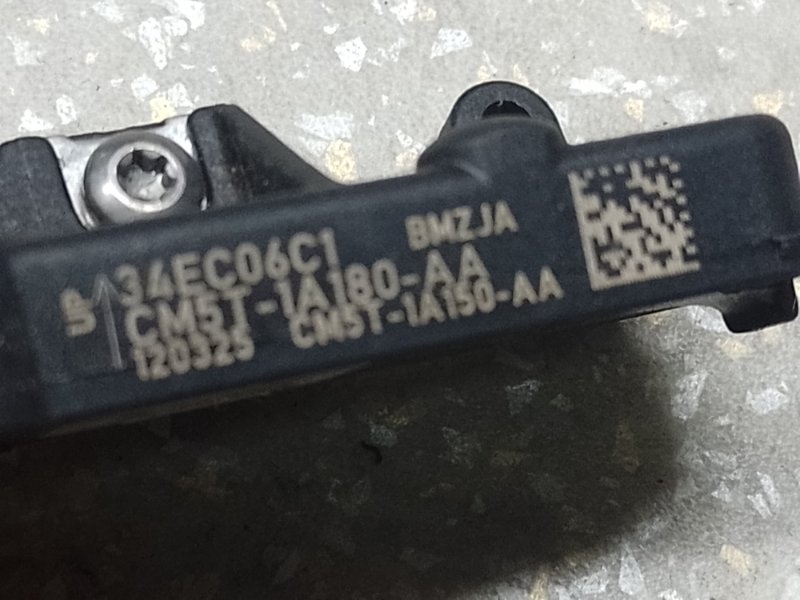 UP
34EC06C1 BMZJA
CM5T-1A180-AA
120325 CM5T-1A150-AA